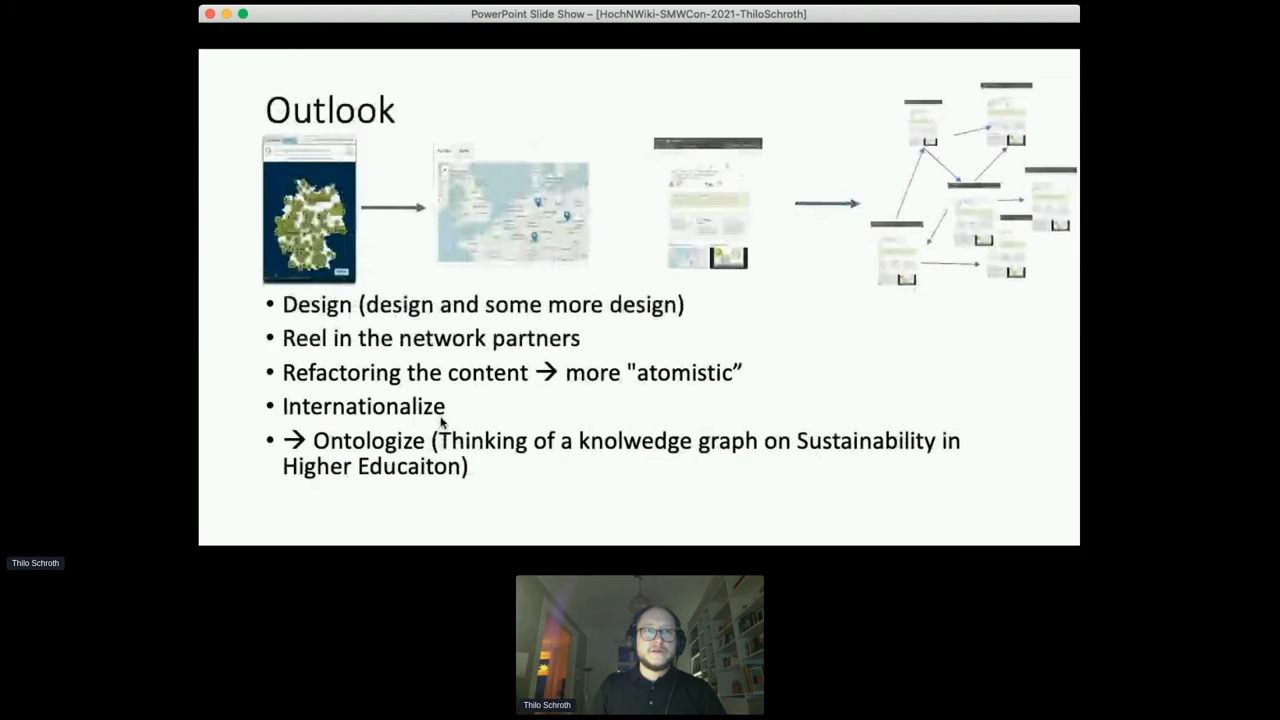 PowerPoint Slide Show – [HochNWiki-SMWCon-2021-ThiloSchroth]
Outlook
• Design (design and some more design)
• Reel in the network partners
• Refactoring the content → more "atomistic”
• Internationalize
• → Ontologize (Thinking of a knolwedge graph on Sustainability in
Higher Educaiton)
Thilo Schroth
Thilo Schroth